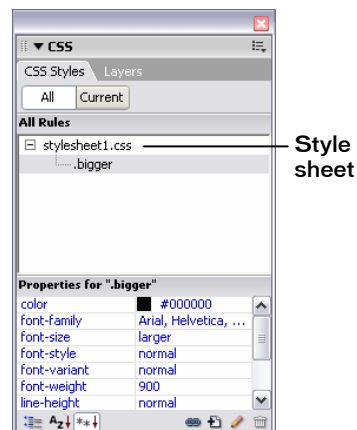 CSS
CSS Styles Layers
All Current
All Rules
stylesheet1.css
.bigger
Style
sheet
Properties for ".bigger"
color #000000
font-family Arial, Helvetica, ...
font-size larger
font-style normal
font-variant normal
font-weight 900
line-height normal
AZ
**